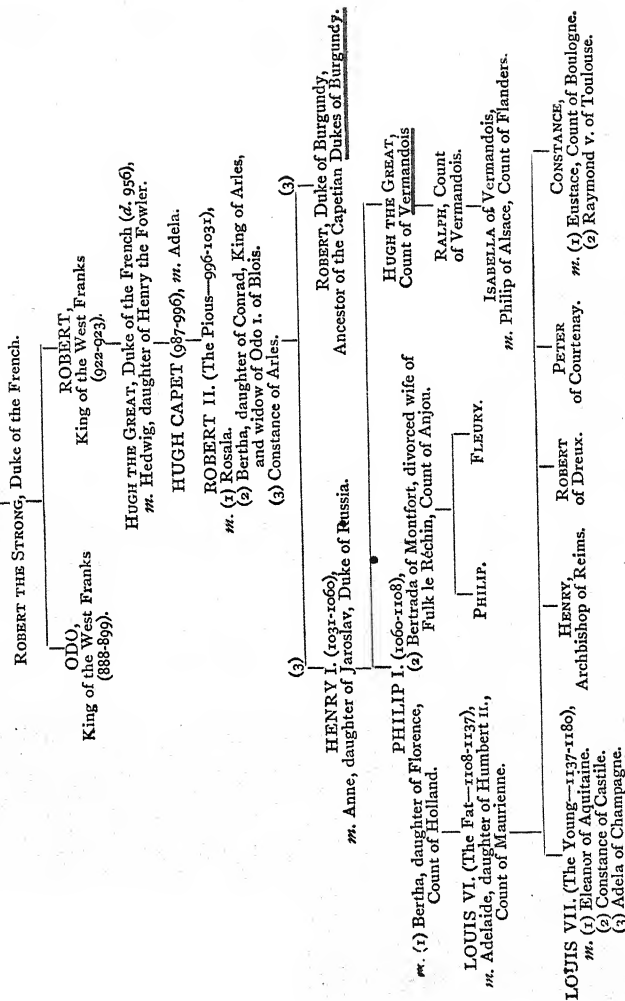 ROBERT THE STRONG, Duke of the French.
ODO,
King of the West Franks
(888-899).
ROBERT,
King of the West Franks
(922-923).
HUGH THE GREAT, Duke of the French (d. 956),
m. Hedwig, daughter of Henry the Fowler.
HUGH CAPET (987-996), m. Adela.
ROBERT II. (The Pious—996-1031),
m. (1) Rosala.
(2) Bertha, daughter of Conrad, King of Arles,
and widow of Odo I. of Blois.
(3) Constance of Arles.
(3)
HENRY I. (1031-1060),
m. Anne, daughter of Jaroslav, Duke of Russia.
(3)
ROBERT, Duke of Burgundy,
Ancestor of the Capetian Dukes of Burgundy.
PHILIP I. (1060-1108),
m. (1) Bertha, daughter of Florence,
Count of Holland.
(2) Bertrada of Montfort, divorced wife of
Fulk le Réchin, Count of Anjou.
HUGH THE GREAT,
Count of Vermandois
PHILIP.
FLEURY.
RALPH, Count
of Vermandois.
LOUIS VI. (The Fat—1108-1137),
m. Adelaide, daughter of Humbert II.,
Count of Maurienne.
ISABELLA of Vermandois,
m. Philip of Alsace, Count of Flanders.
LOUIS VII. (The Young—1137-1180),
m. (1) Eleanor of Aquitaine.
(2) Constance of Castile.
(3) Adela of Champagne.
HENRY,
Archbishop of Reims.
ROBERT
of Dreux.
PETER
of Courtenay.
CONSTANCE,
m. (1) Eustace, Count of Boulogne.
(2) Raymond V. of Toulouse.